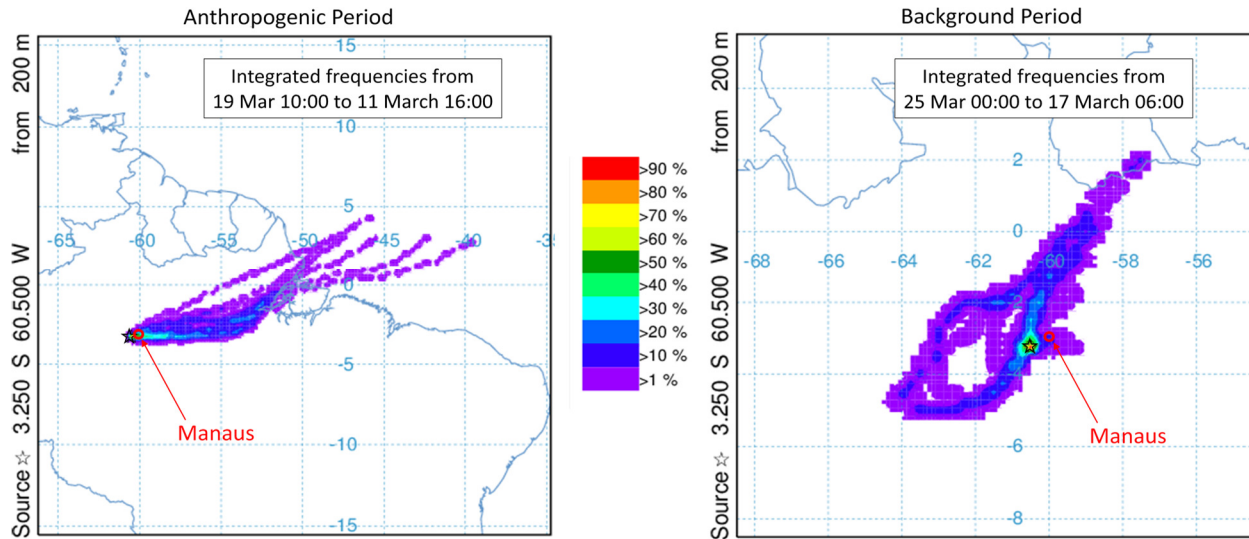 Anthropogenic Period
Integrated frequencies from
19 Mar 10:00 to 11 March 16:00
Source ☆ 3.250 S 60.500 W from 200 m
15
10
5
-65 -60 -55 -50 -45 -40 -35
0
-5
-10
-15
Manaus
>90 %
>80 %
>70 %
>60 %
>50 %
>40 %
>30 %
>20 %
>10 %
>1 %
Background Period
Integrated frequencies from
25 Mar 00:00 to 17 March 06:00
Source ☆ 3.250 S 60.500 W from 200 m
2
0
-68 -66 -64 -62 -60 -58 -56
-2
-6
-8
Manaus